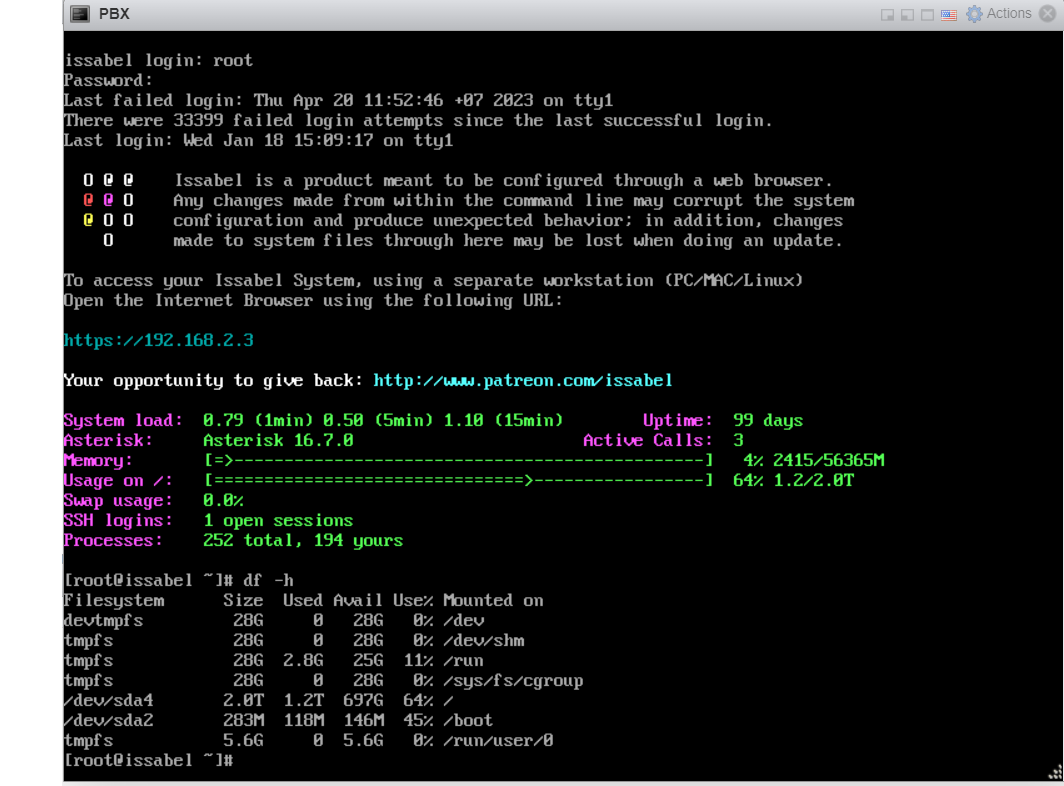 PBX Actions
issabel login: root
Password:
Last failed login: Thu Apr 20 11:52:46 +07 2023 on tty1
There were 33399 failed login attempts since the last successful login.
Last login: Wed Jan 18 15:09:17 on tty1
O @ @ Issabel is a product meant to be configured through a web browser.
@ @ O Any changes made from within the command line may corrupt the system
@ O O configuration and produce unexpected behavior; in addition, changes
O made to system files through here may be lost when doing an update.
To access your Issabel System, using a separate workstation (PC/MAC/Linux)
Open the Internet Browser using the following URL:
https://192.168.2.3
Your opportunity to give back: http://www.patreon.com/issabel
System load: 0.79 (1min) 0.50 (5min) 1.10 (15min) Uptime: 99 days
Asterisk: Asterisk 16.7.0 Active Calls: 3
Memory: [=>-----------------------------------------------] 4% 2415/56365M
Usage on /: [===============================>-----------------] 64% 1.2/2.0T
Swap usage: 0.0%
SSH logins: 1 open sessions
Processes: 252 total, 194 yours
[root@issabel ~]# df -h
Filesystem Size Used Avail Use% Mounted on
devtmpfs 28G 0 28G 0% /dev
tmpfs 28G 0 28G 0% /dev/shm
tmpfs 28G 2.8G 25G 11% /run
tmpfs 28G 0 28G 0% /sys/fs/cgroup
/dev/sda4 2.0T 1.2T 697G 64% /
/dev/sda2 283M 118M 146M 45% /boot
tmpfs 5.6G 0 5.6G 0% /run/user/0
[root@issabel ~]#